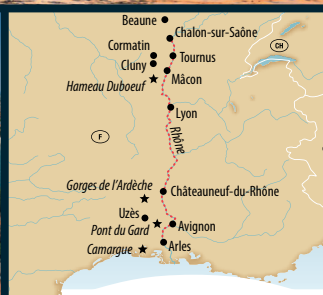 Beaune
Chalon-sur-Saône
CH
Cormatin
Tournus
Cluny
Mâcon
Hameau Duboeuf
Lyon
Rhône
F
Gorges de l'Ardèche
Châteauneuf-du-Rhône
Uzès
Pont du Gard
Avignon
Camargue
Arles